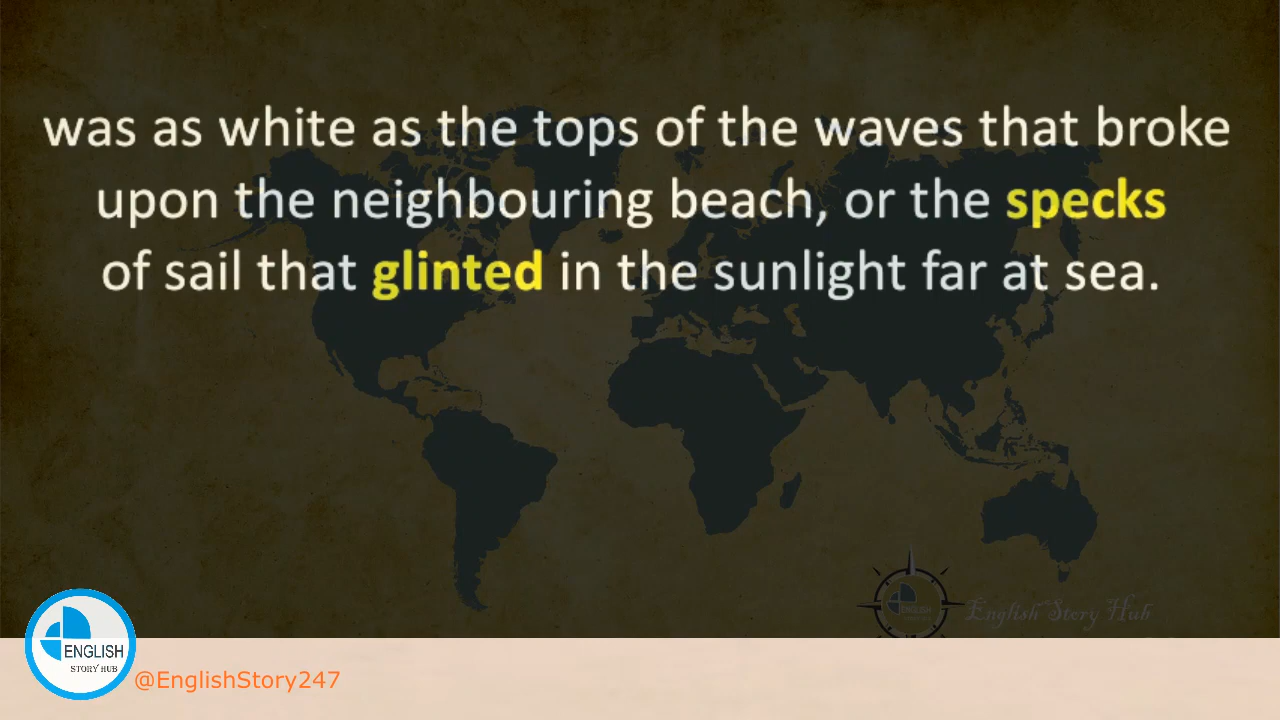 was as white as the tops of the waves that broke
upon the neighbouring beach, or the specks
of sail that glinted in the sunlight far at sea.
English Story Hub
ENGLISH
STORY HUB
@EnglishStory247